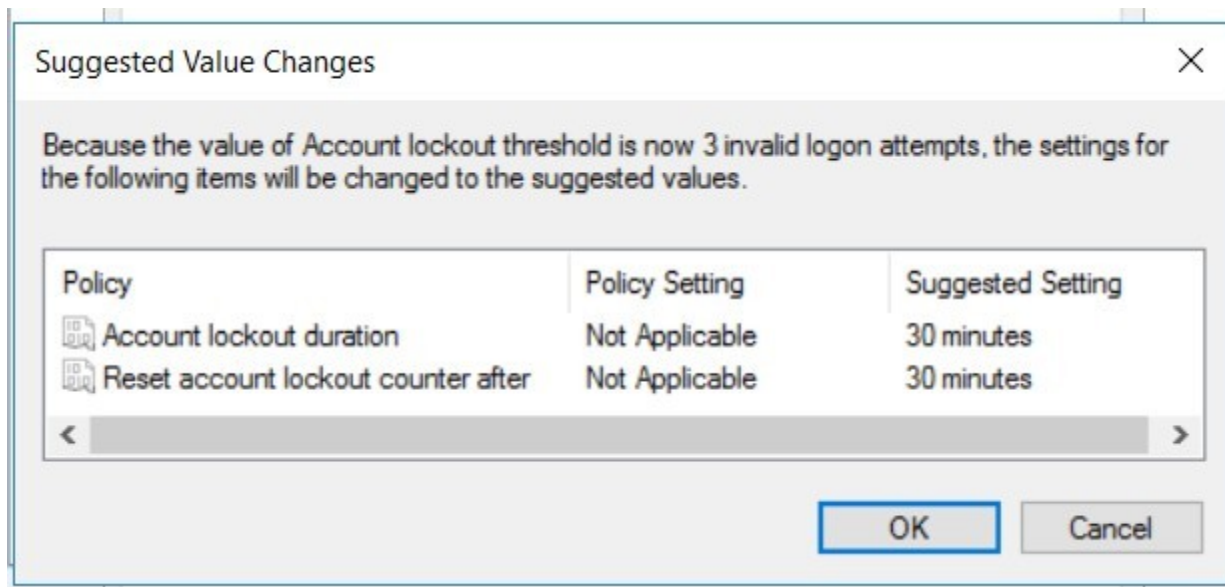 Suggested Value Changes
Because the value of Account lockout threshold is now 3 invalid logon attempts, the settings for
the following items will be changed to the suggested values.
Policy Policy Setting Suggested Setting
Account lockout duration Not Applicable 30 minutes
Reset account lockout counter after Not Applicable 30 minutes
OK Cancel